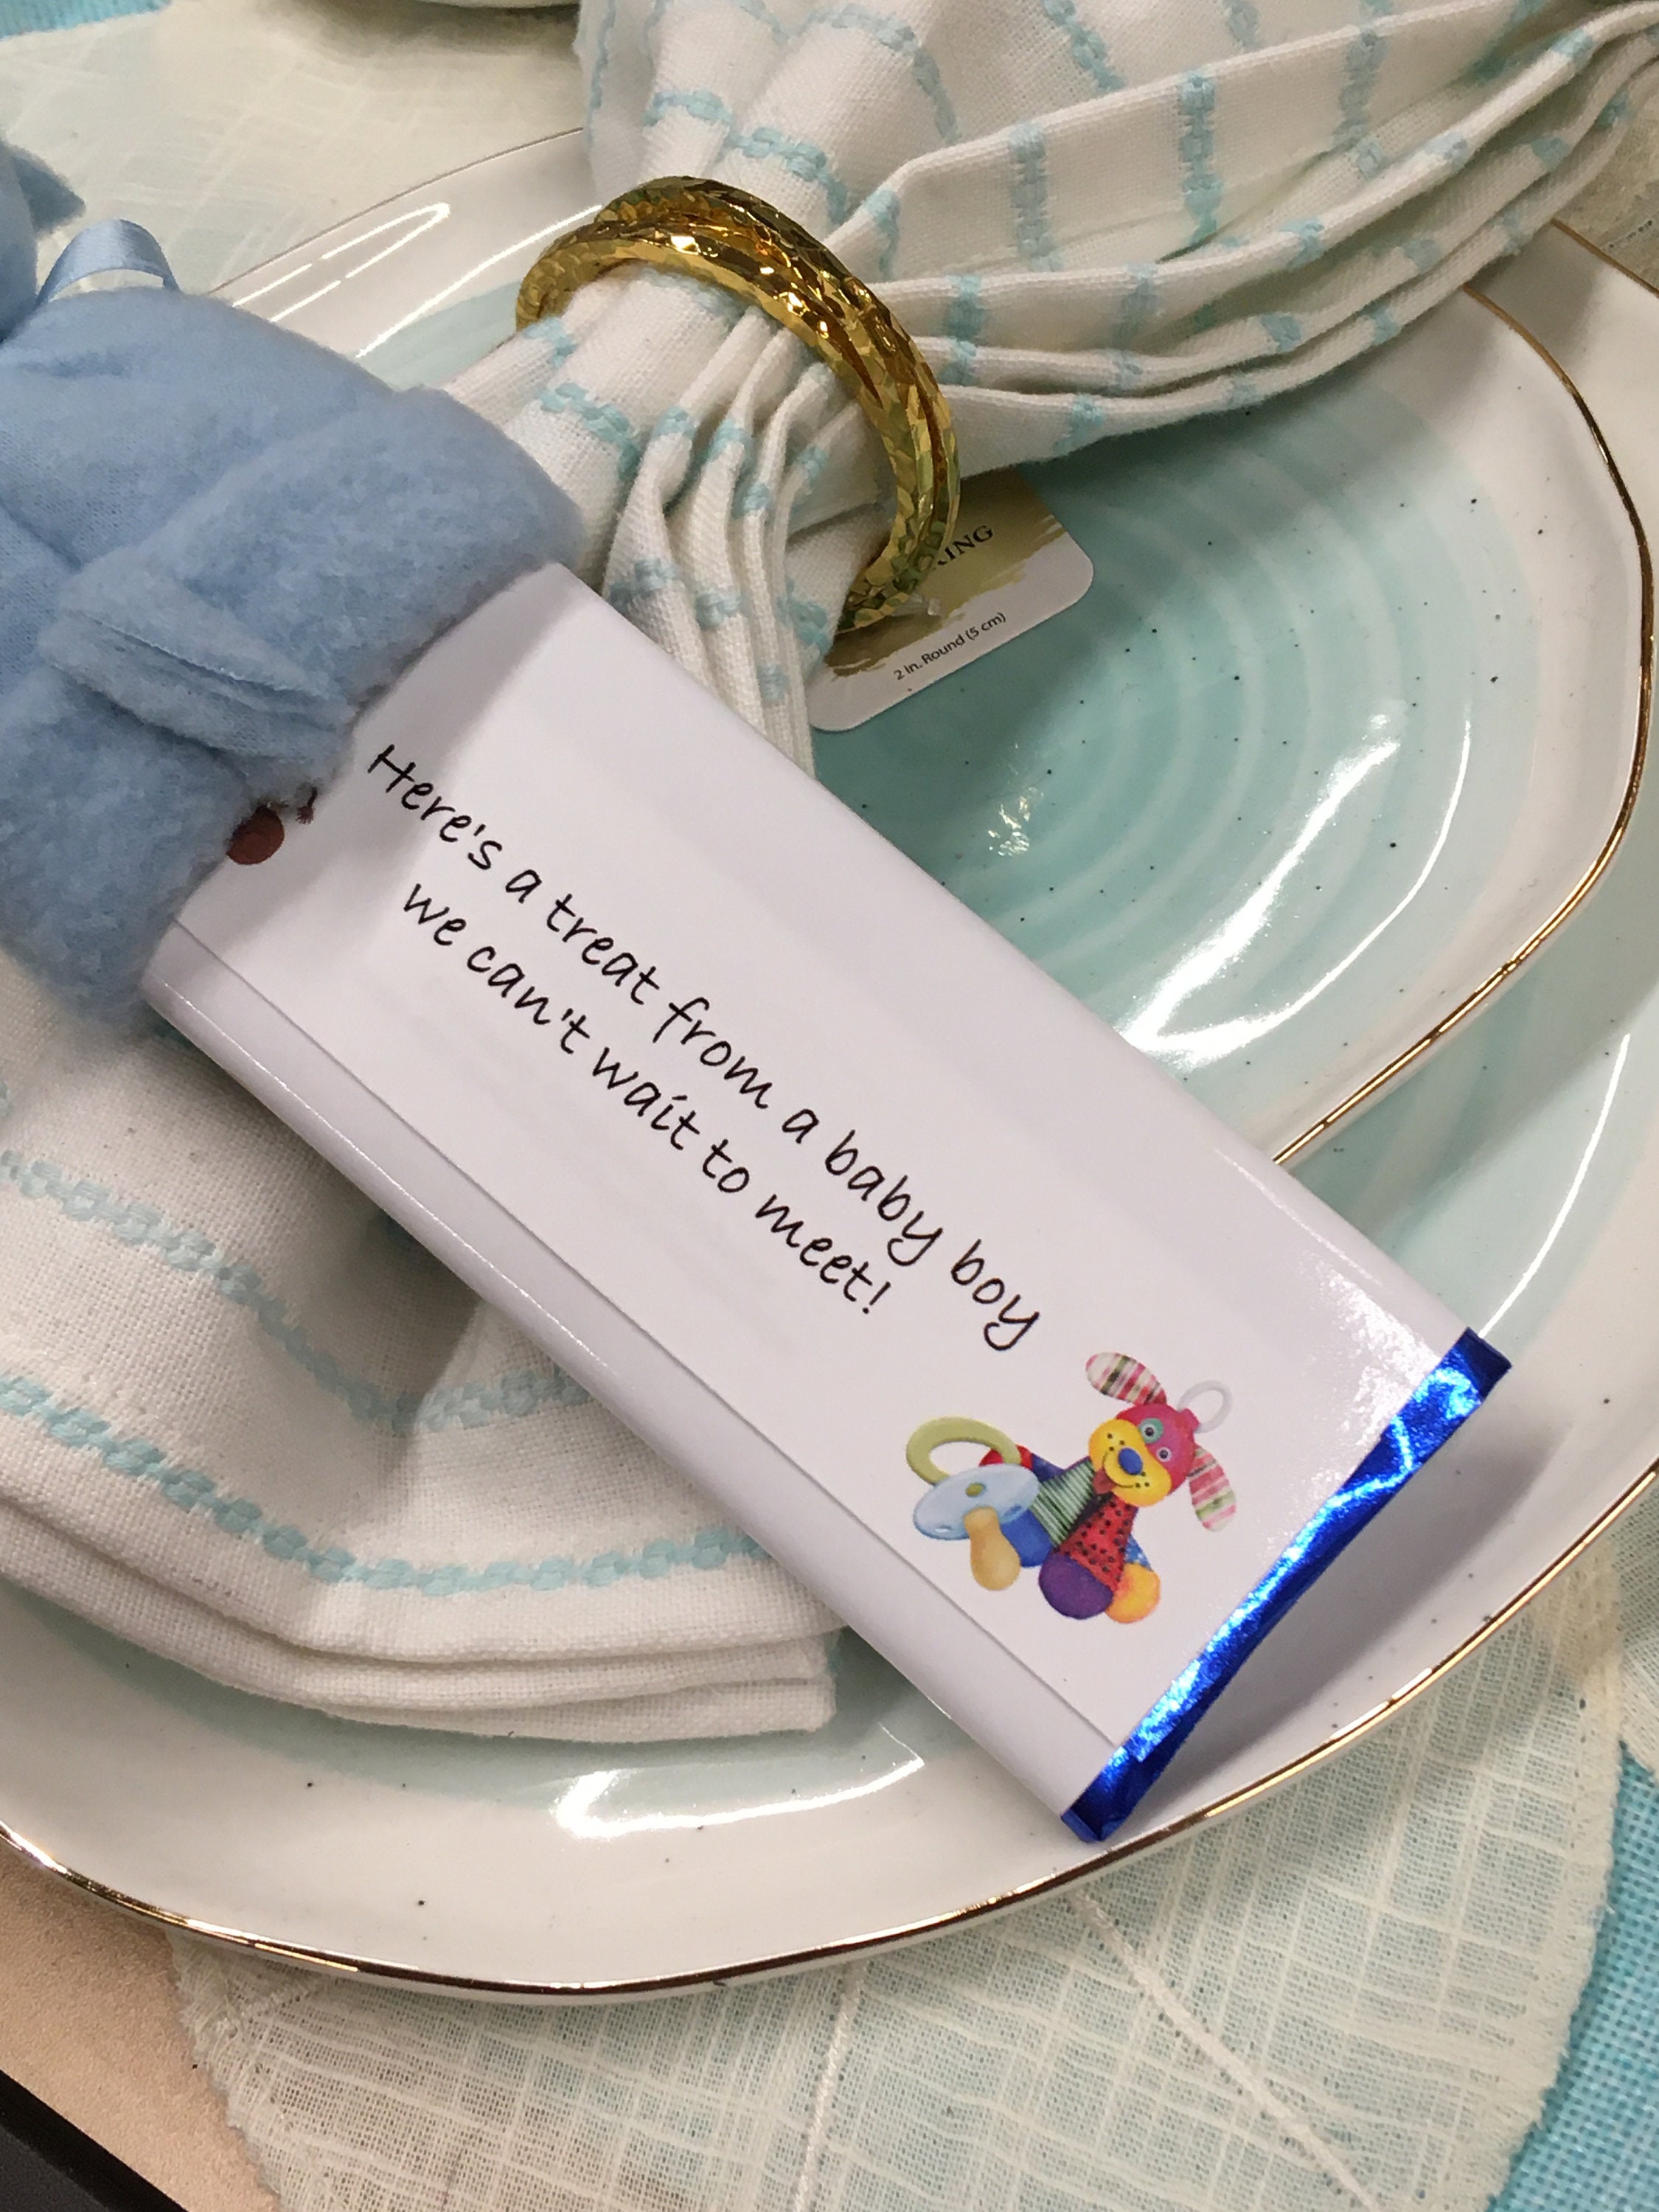 2 in. Round (5 cm)
Here's a treat from a baby boy
we can't wait to meet!